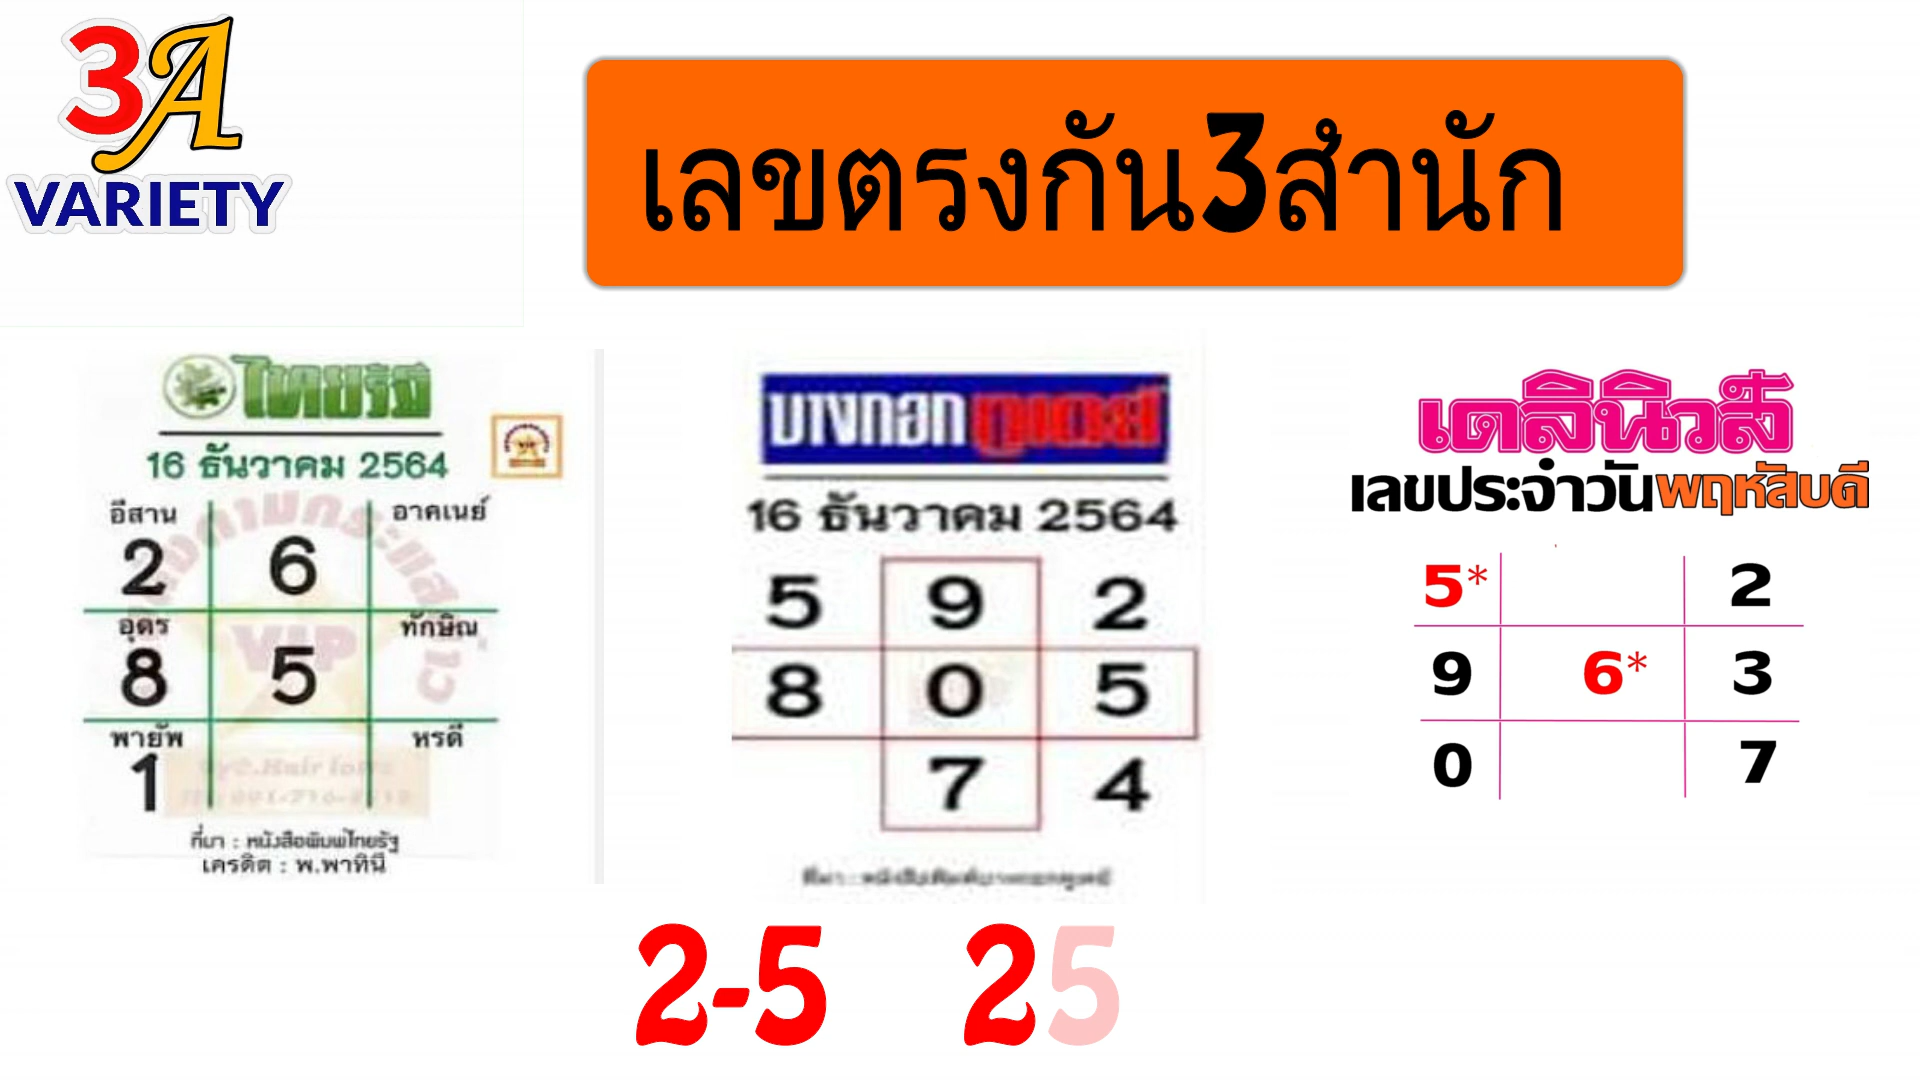 3A
VARIETY
เลขตรงกัน3สำนัก
ไทยรัฐ
16 ธันวาคม 2564
อีสาน อาคเนย์
2 6
อุดร ทักษิณ
8 5
พายัพ หรดี
1
VIP
ที่มา : หนังสือพิมพ์ไทยรัฐ
เครดิต : พ.พาทินี
บางกอกทูเดย์
16 ธันวาคม 2564
5 9 2
8 0 5
7 4
เดลินิวส์
เลขประจำวันพฤหัสบดี
5* 2
9 6* 3
0 7
2-5 25